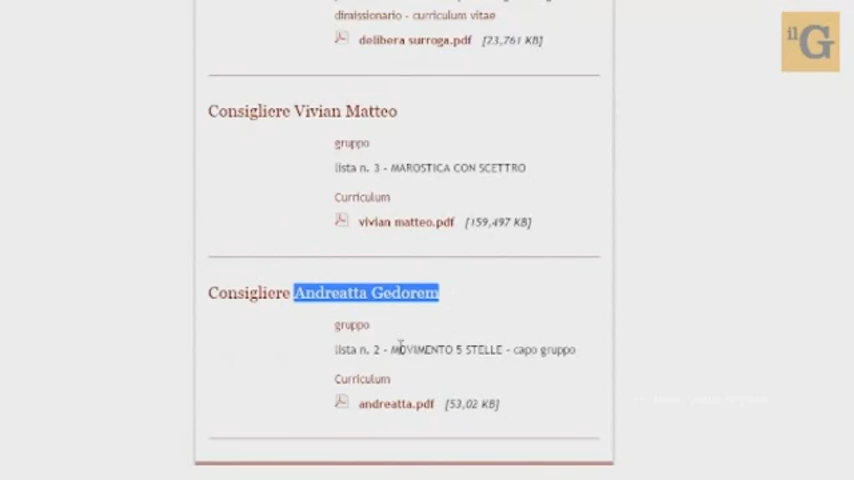 dimissionario - curriculum vitae
delibera surroga.pdf [23,761 KB]
il G
Consigliere Vivian Matteo
gruppo
lista n. 3 - MAROSTICA CON SCETTRO
Curriculum
vivian matteo.pdf [159,497 KB]
Consigliere Andreatta Gedorem
gruppo
lista n. 2 - MOVIMENTO 5 STELLE - capo gruppo
Curriculum
andreatta.pdf [53,02 KB]